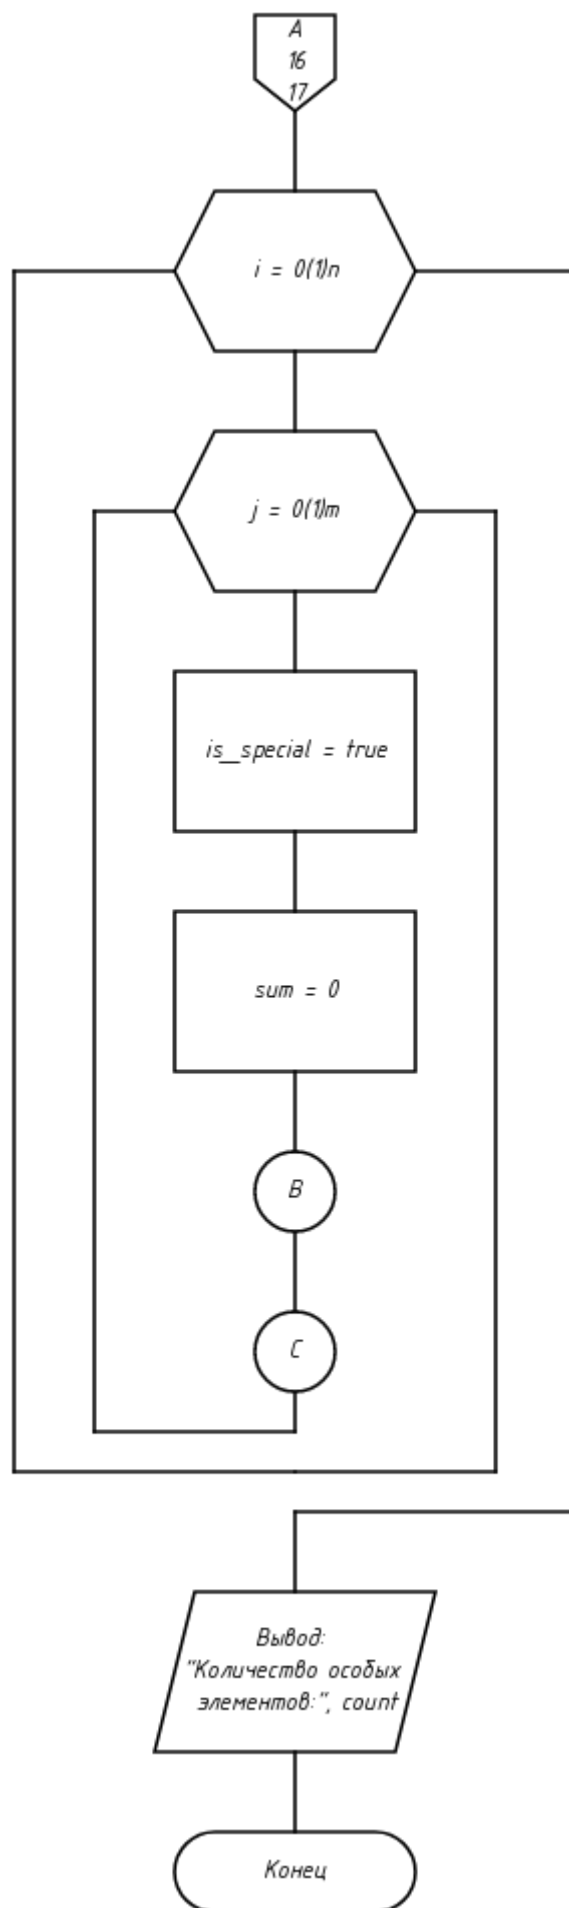 A
16
17
i = 0(1)n
j = 0(1)m
is_special = true
sum = 0
B
C
Вывод:
"Количество особых
элементов:", count
Конец